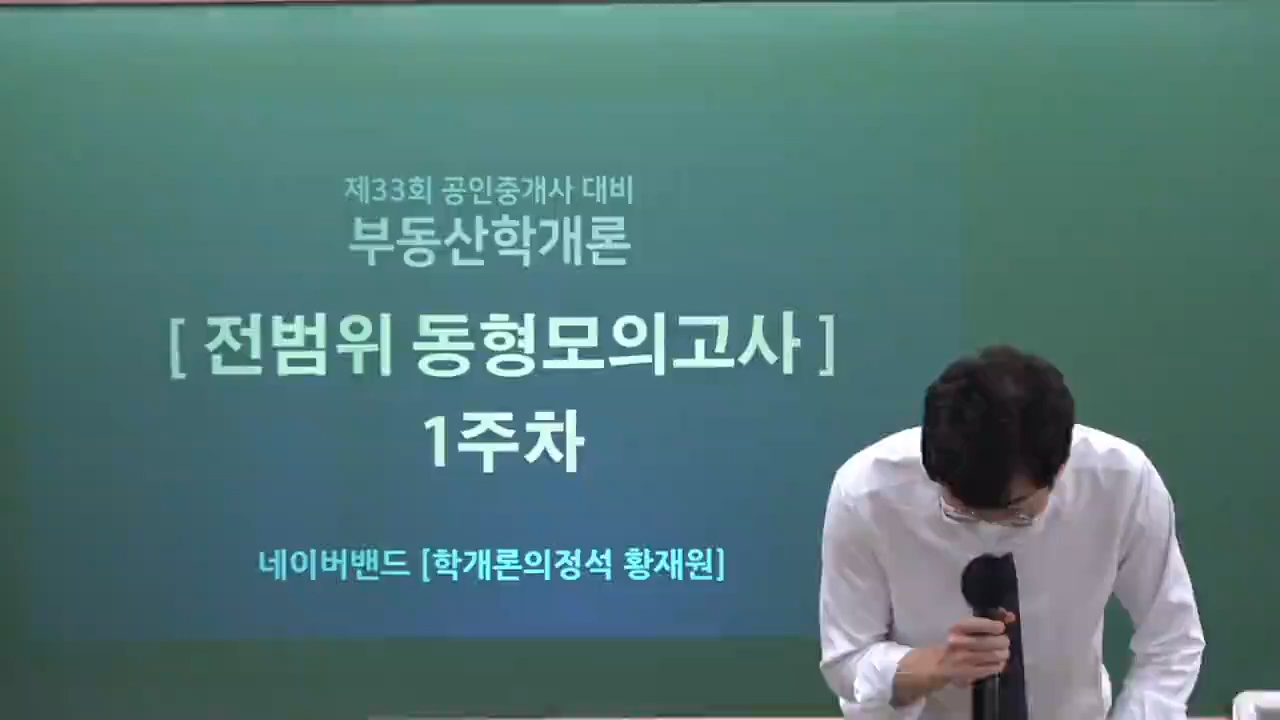 제33회 공인중개사 대비
부동산학개론
[ 전범위 동형모의고사 ]
1주차
네이버밴드 [학개론의정석 황재원]